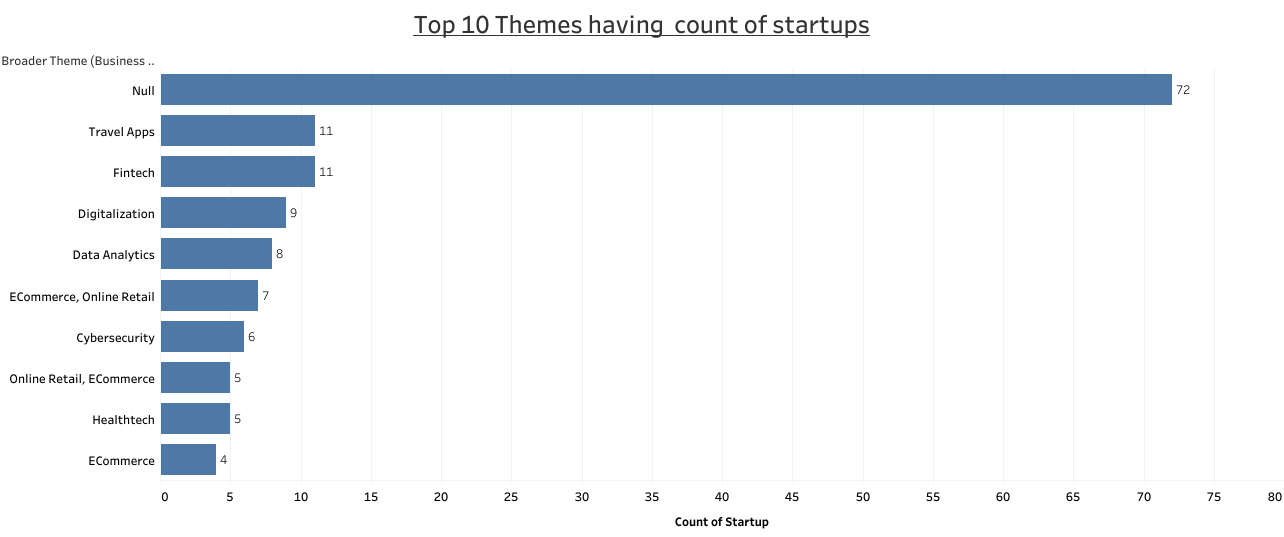 Top 10 Themes having  count of startups
Broader Theme (Business ..
Null 72
Travel Apps 11
Fintech 11
Digitalization 9
Data Analytics 8
ECommerce, Online Retail 7
Cybersecurity 6
Online Retail, ECommerce 5
Healthtech 5
ECommerce 4
0 5 10 15 20 25 30 35 40 45 50 55 60 65 70 75 80
Count of Startup